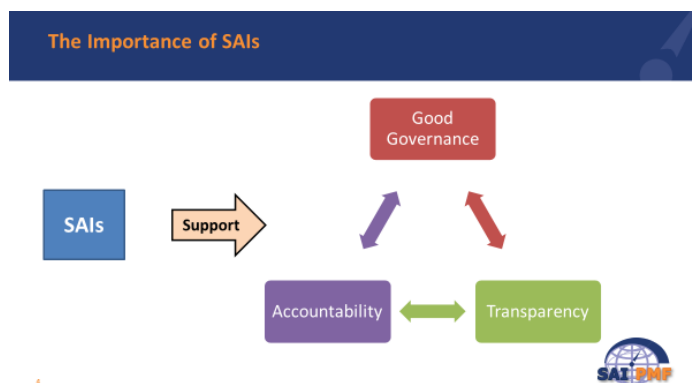 The Importance of SAIs
Good
Governance
SAIs
Support
Accountability
Transparency
SAI PMF